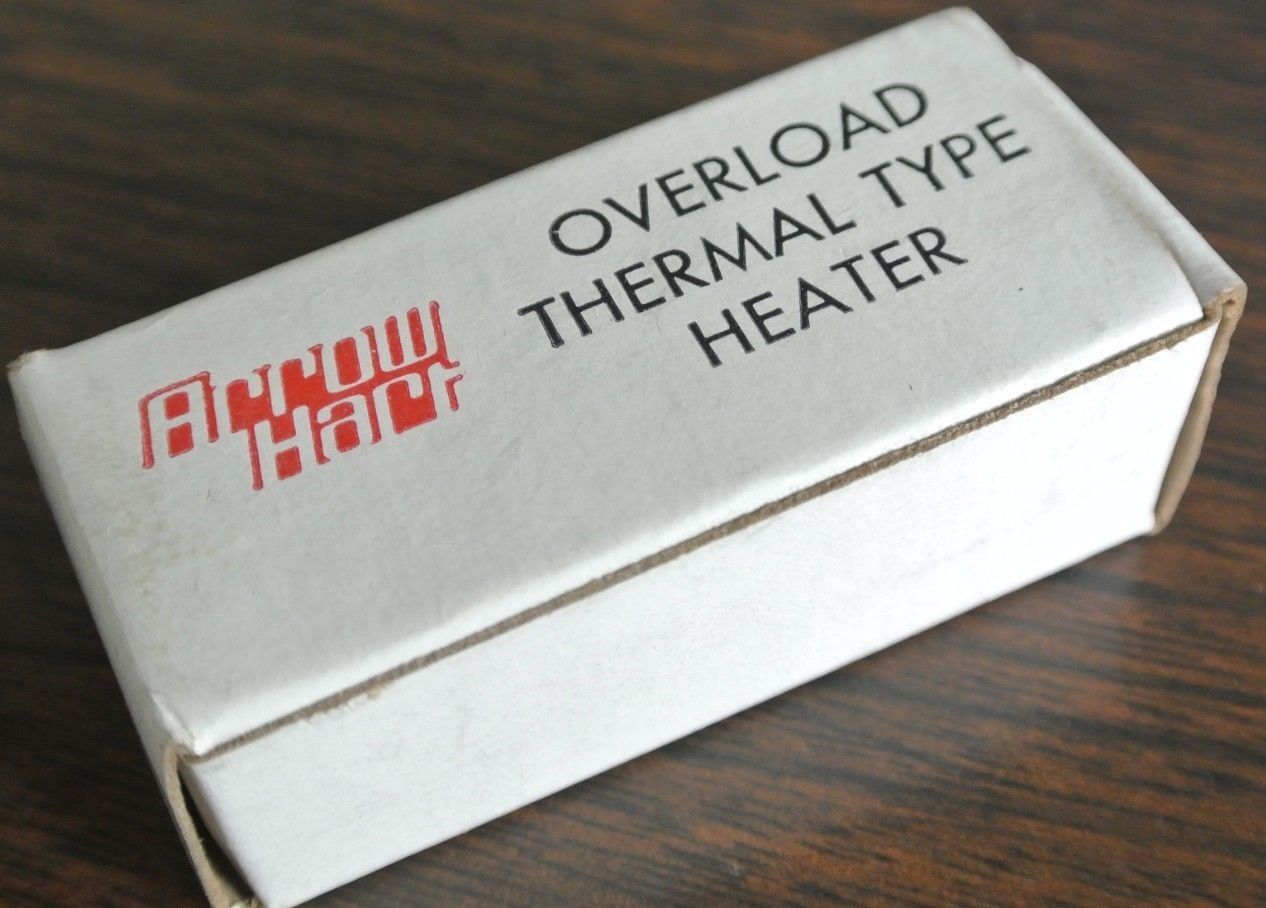 Arrow
Hart
OVERLOAD
THERMAL TYPE
HEATER